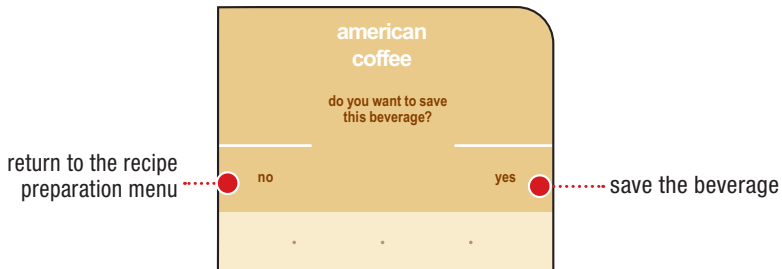 american
coffee
do you want to save
this beverage?
return to the recipe
preparation menu
no
yes
save the beverage